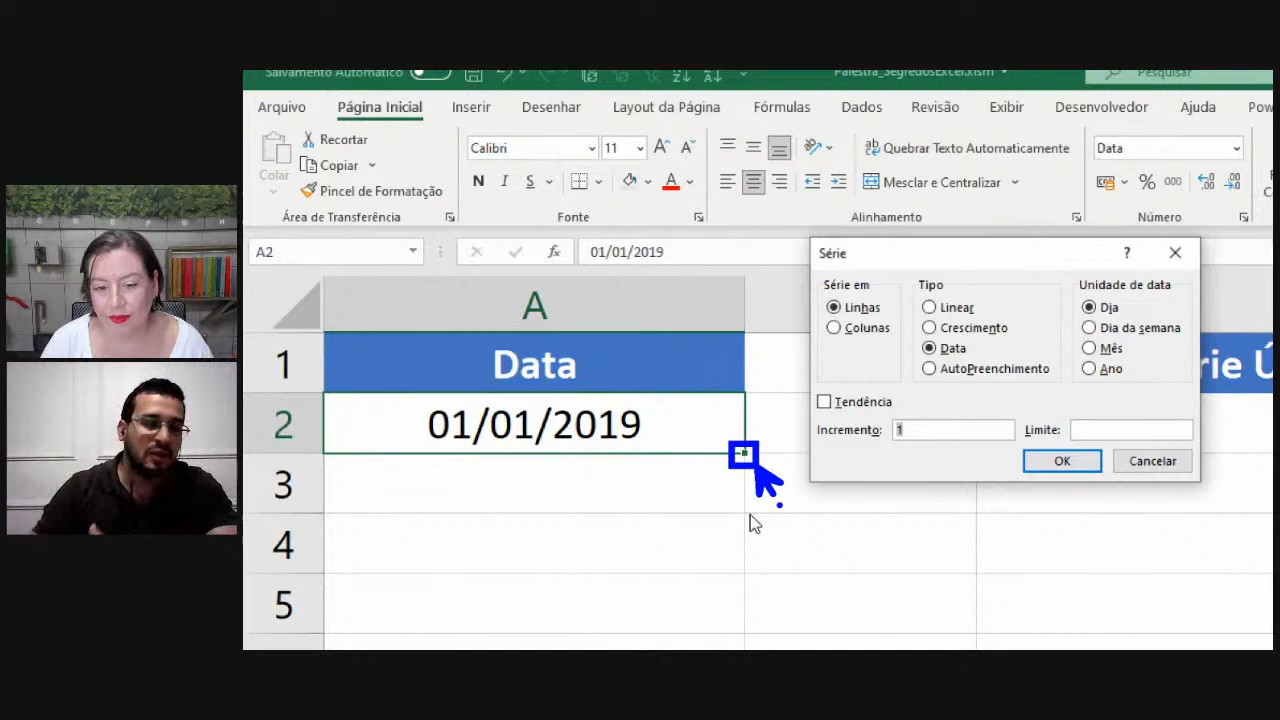 Salvamento Automático
Palestra_SegredosExcel3.xlsm
Pesquisar
Arquivo Página Inicial Inserir Desenhar Layout da Página Fórmulas Dados Revisão Exibir Desenvolvedor Ajuda Pow
Colar
Recortar
Copiar
Pincel de Formatação
Área de Transferência
Calibri 11
N I S
Fonte
Quebrar Texto Automaticamente
Mesclar e Centralizar
Alinhamento
Data
% 000
Número
A2
fx 01/01/2019
Série ?
Série em
Linhas
Colunas
Tipo
Linear
Crescimento
Data
AutoPreenchimento
Unidade de data
Dia
Dia da semana
Mês
Ano
Tendência
Incremento: 1 Limite:
OK Cancelar
A
1 Data
rie Ú
2 01/01/2019
3
4
5